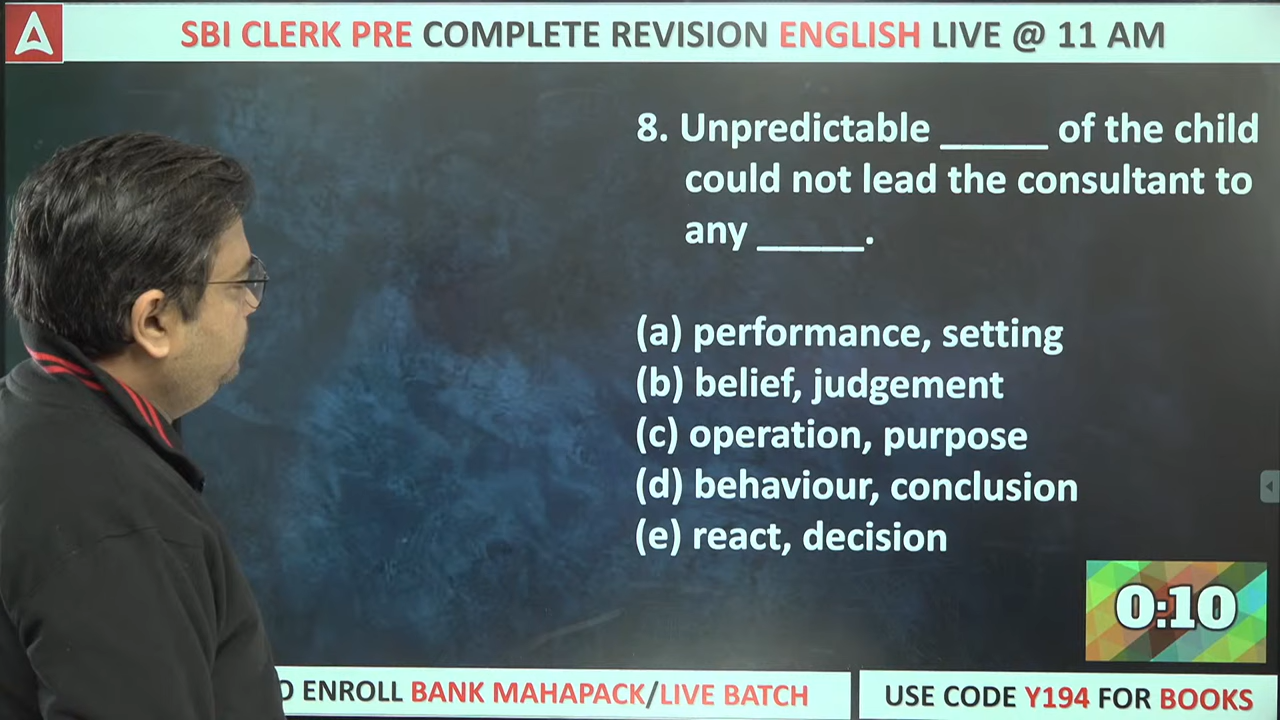 SBI CLERK PRE COMPLETE REVISION ENGLISH LIVE @ 11 AM
8. Unpredictable _____ of the child
could not lead the consultant to
any _____.
(a) performance, setting
(b) belief, judgement
(c) operation, purpose
(d) behaviour, conclusion
(e) react, decision
0:10
ENROLL BANK MAHAPACK/LIVE BATCH
USE CODE Y194 FOR BOOKS